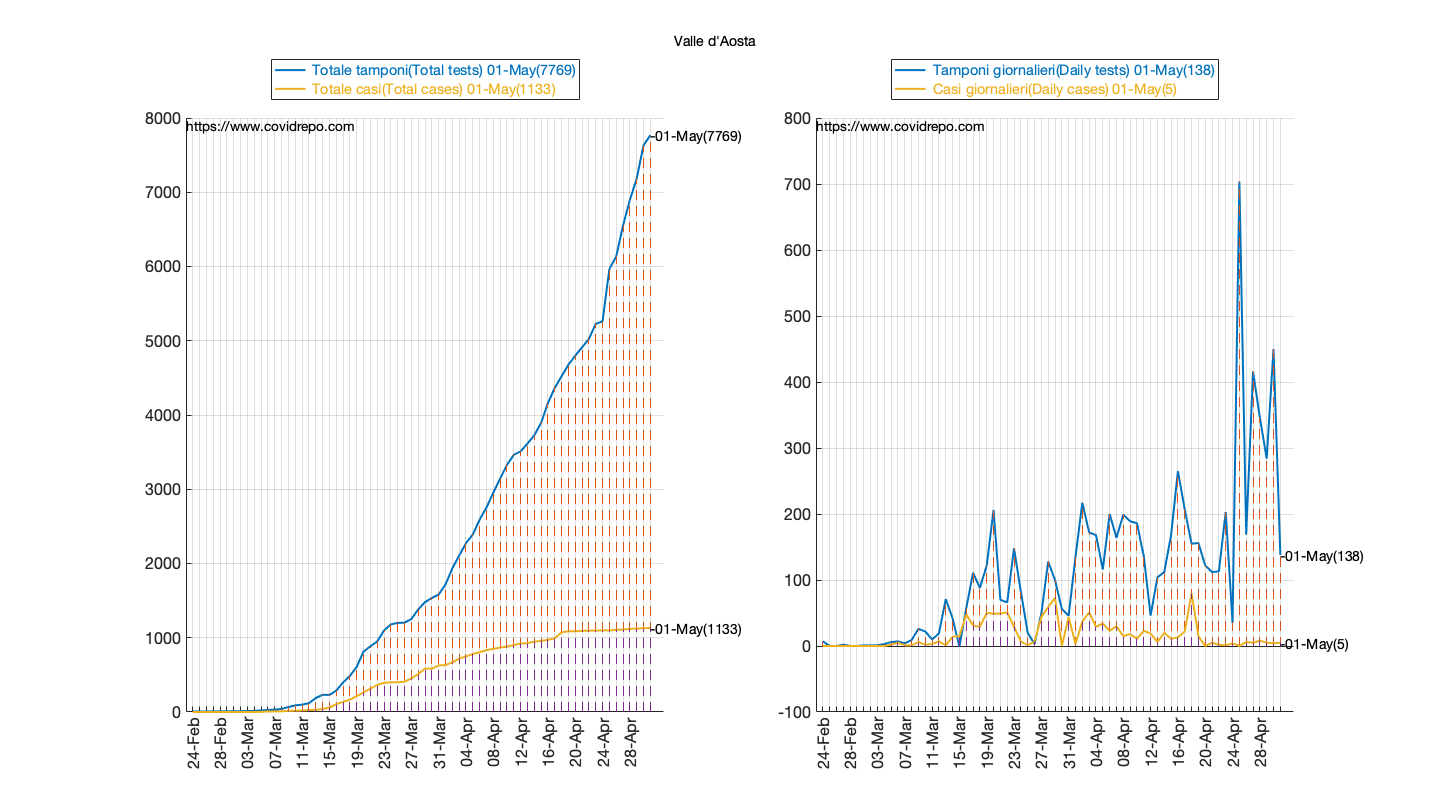 Valle d'Aosta
Totale tamponi(Total tests) 01-May(7769)
Totale casi(Total cases) 01-May(1133)
https://www.covidrepo.com
8000
7000
6000
5000
4000
3000
2000
1000
0
01-May(7769)
01-May(1133)
24-Feb
28-Feb
03-Mar
07-Mar
11-Mar
15-Mar
19-Mar
23-Mar
27-Mar
31-Mar
04-Apr
08-Apr
12-Apr
16-Apr
20-Apr
24-Apr
28-Apr
Tamponi giornalieri(Daily tests) 01-May(138)
Casi giornalieri(Daily cases) 01-May(5)
https://www.covidrepo.com
800
700
600
500
400
300
200
100
0
-100
01-May(138)
01-May(5)
24-Feb
28-Feb
03-Mar
07-Mar
11-Mar
15-Mar
19-Mar
23-Mar
27-Mar
31-Mar
04-Apr
08-Apr
12-Apr
16-Apr
20-Apr
24-Apr
28-Apr